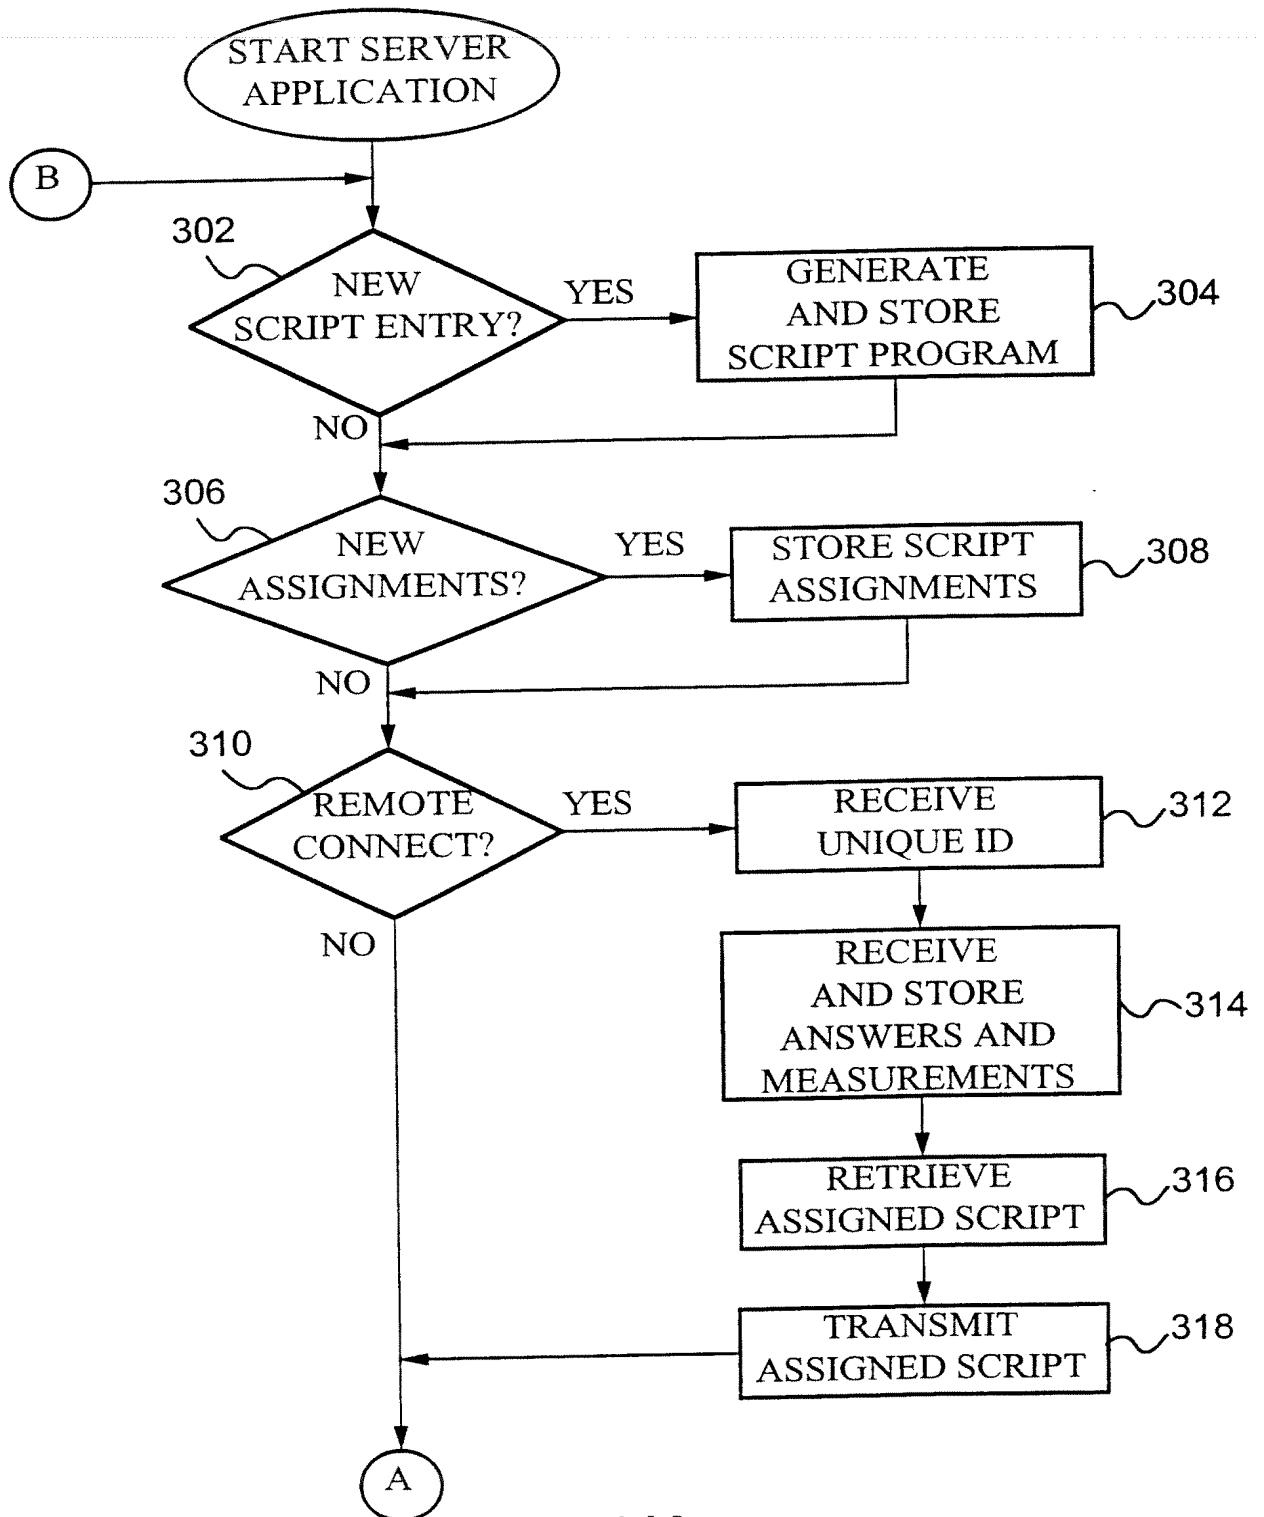 START SERVER
APPLICATION
B
302
NEW
SCRIPT ENTRY?
YES
GENERATE
AND STORE
SCRIPT PROGRAM
304
NO
306
NEW
ASSIGNMENTS?
YES
STORE SCRIPT
ASSIGNMENTS
308
NO
310
REMOTE
CONNECT?
YES
RECEIVE
UNIQUE ID
312
NO
RECEIVE
AND STORE
ANSWERS AND
MEASUREMENTS
314
RETRIEVE
ASSIGNED SCRIPT
316
TRANSMIT
ASSIGNED SCRIPT
318
A